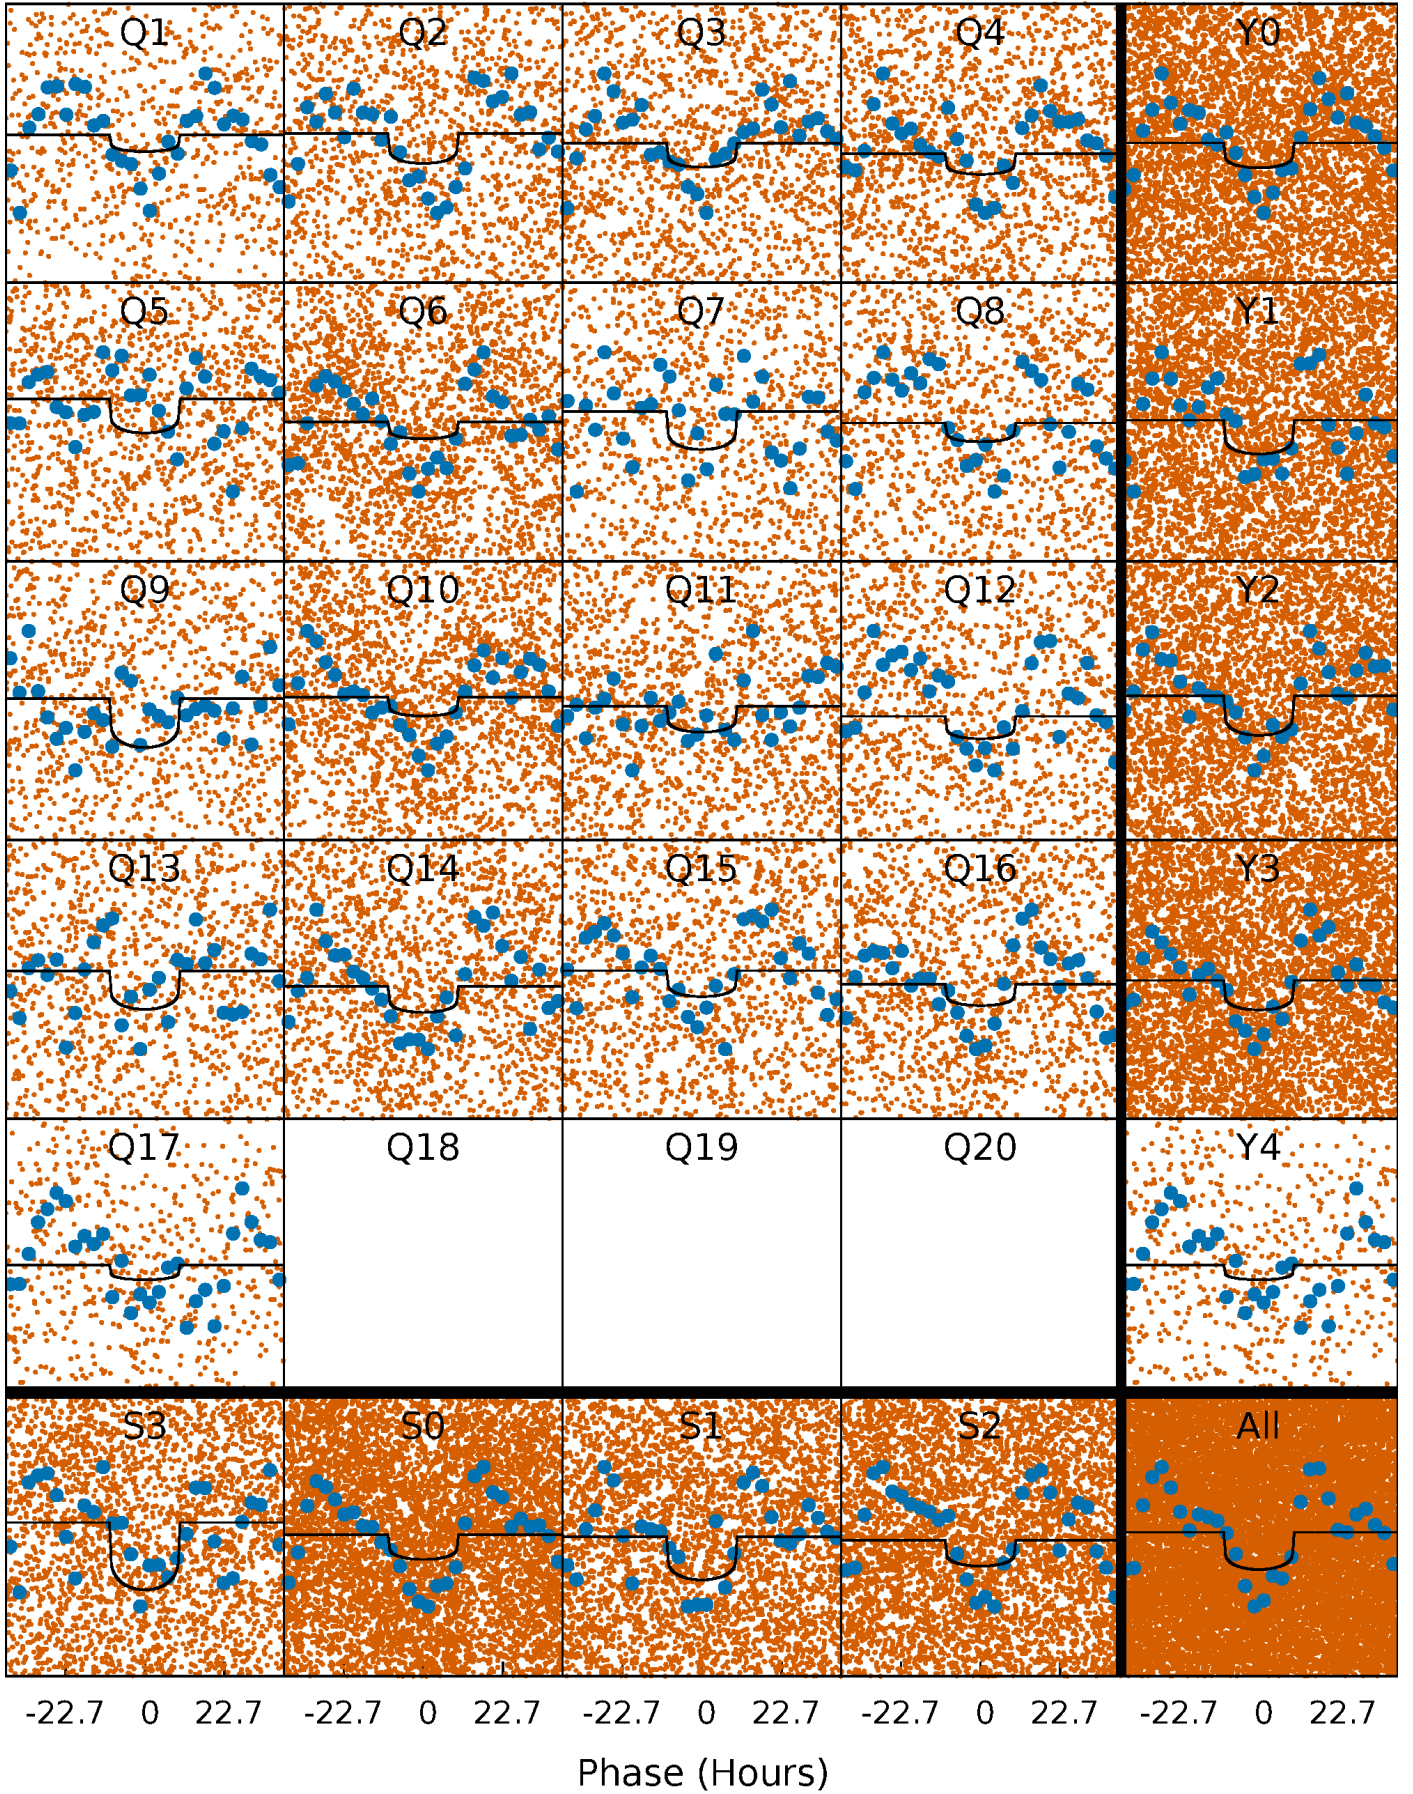 Q1 Q2 Q3 Q4 Y0
Q5 Q6 Q7 Q8 Y1
Q9 Q10 Q11 Q12 Y2
Q13 Q14 Q15 Q16 Y3
Q17 Q18 Q19 Q20 Y4
S3 S0 S1 S2 All
-22.7 0 22.7 -22.7 0 22.7 -22.7 0 22.7 -22.7 0 22.7 -22.7 0 22.7
Phase (Hours)